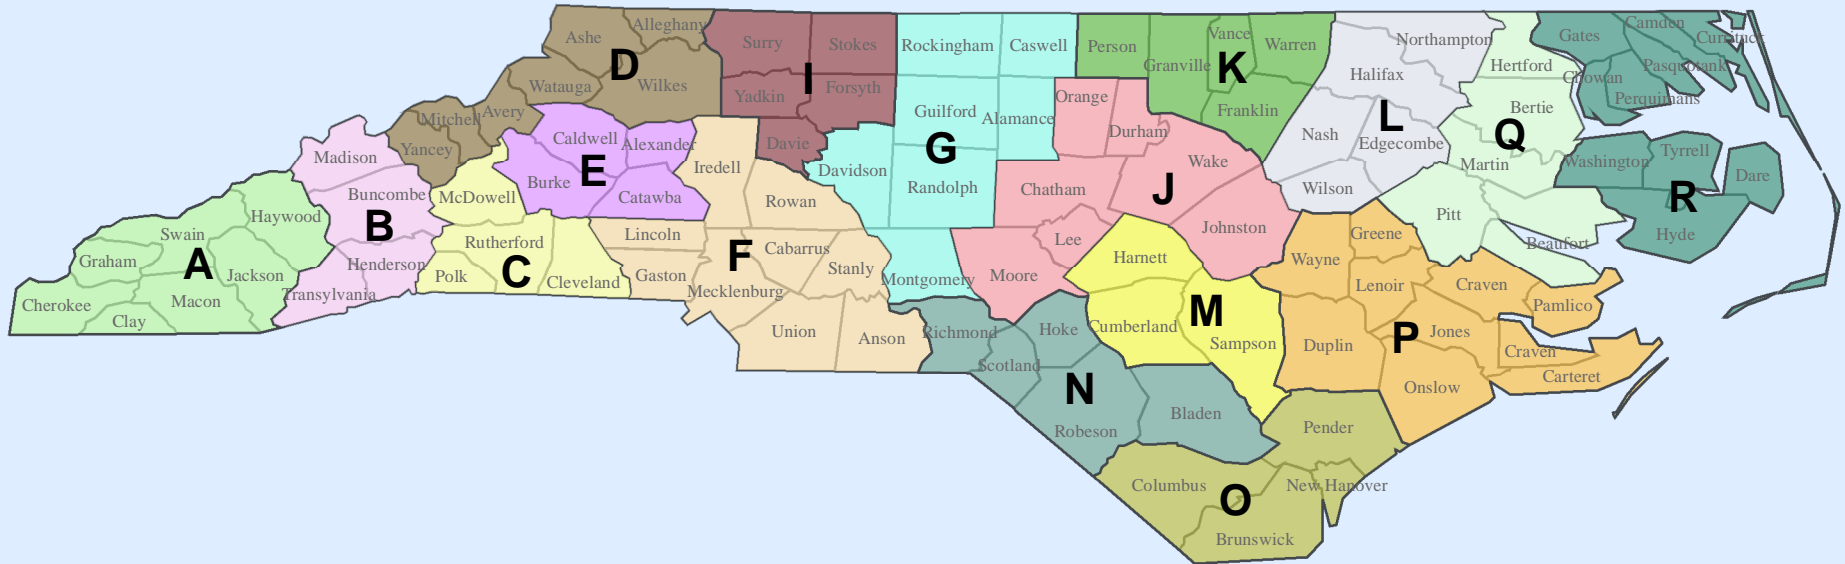 Ashe
Alleghany
D
Watauga
Wilkes
Mitchell
Avery
Yancey
Surry
Stokes
I
Yadkin
Forsyth
Davie
Rockingham
Caswell
Guilford
Alamance
G
Davidson
Randolph
Montgomery
Person
Granville
Vance
Warren
K
Franklin
Northampton
Halifax
L
Nash
Edgecombe
Wilson
Hertford
Bertie
Q
Martin
Pitt
Beaufort
Gates
Camden
Currituck
Chowan
Pasquotank
Perquimans
Washington
Tyrrell
Dare
R
Hyde
Madison
Buncombe
B
Henderson
Transylvania
Haywood
Swain
Graham
A
Jackson
Cherokee
Macon
Clay
McDowell
Rutherford
Polk
C
Cleveland
Caldwell
Alexander
E
Burke
Catawba
Iredell
Rowan
Lincoln
F
Cabarrus
Gaston
Stanly
Mecklenburg
Union
Anson
Orange
Durham
Wake
Chatham
J
Lee
Johnston
Moore
Harnett
Cumberland
M
Sampson
Richmond
Hoke
Scotland
N
Robeson
Bladen
Greene
Wayne
Lenoir
Craven
Pamlico
Duplin
P
Jones
Craven
Onslow
Carteret
Pender
Columbus
O
New Hanover
Brunswick